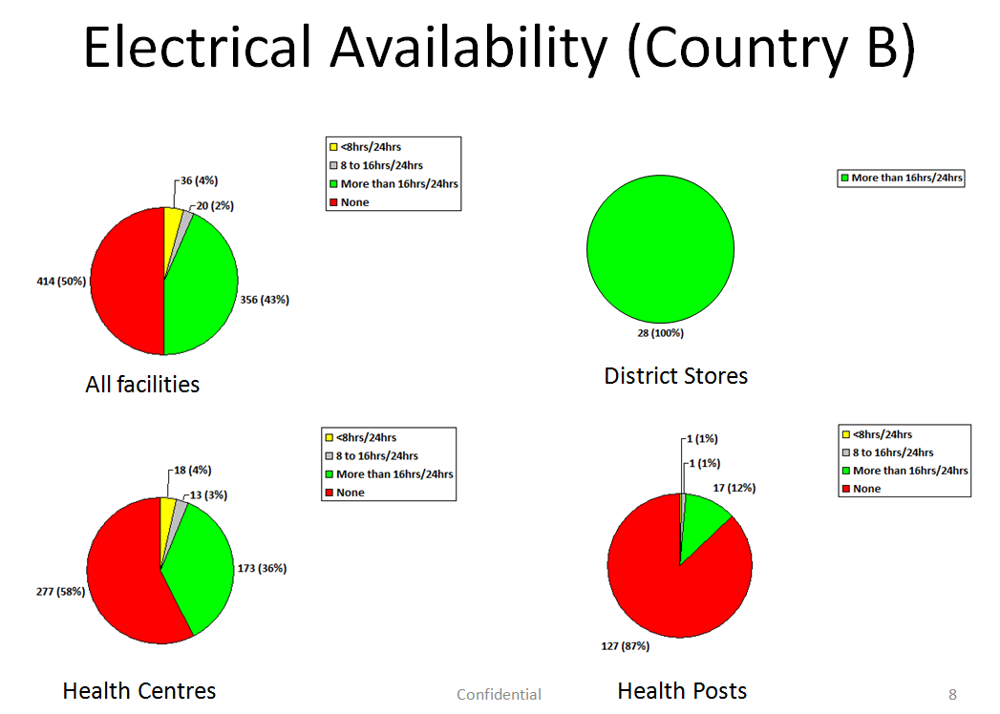 Electrical Availability (Country B)
<8hrs/24hrs
8 to 16hrs/24hrs
More than 16hrs/24hrs
None
36 (4%)
20 (2%)
414 (50%)
356 (43%)
All facilities
More than 16hrs/24hrs
28 (100%)
District Stores
<8hrs/24hrs
8 to 16hrs/24hrs
More than 16hrs/24hrs
None
18 (4%)
13 (3%)
173 (36%)
277 (58%)
Health Centres
<8hrs/24hrs
8 to 16hrs/24hrs
More than 16hrs/24hrs
None
1 (1%)
1 (1%)
17 (12%)
127 (87%)
Health Posts
Confidential
8